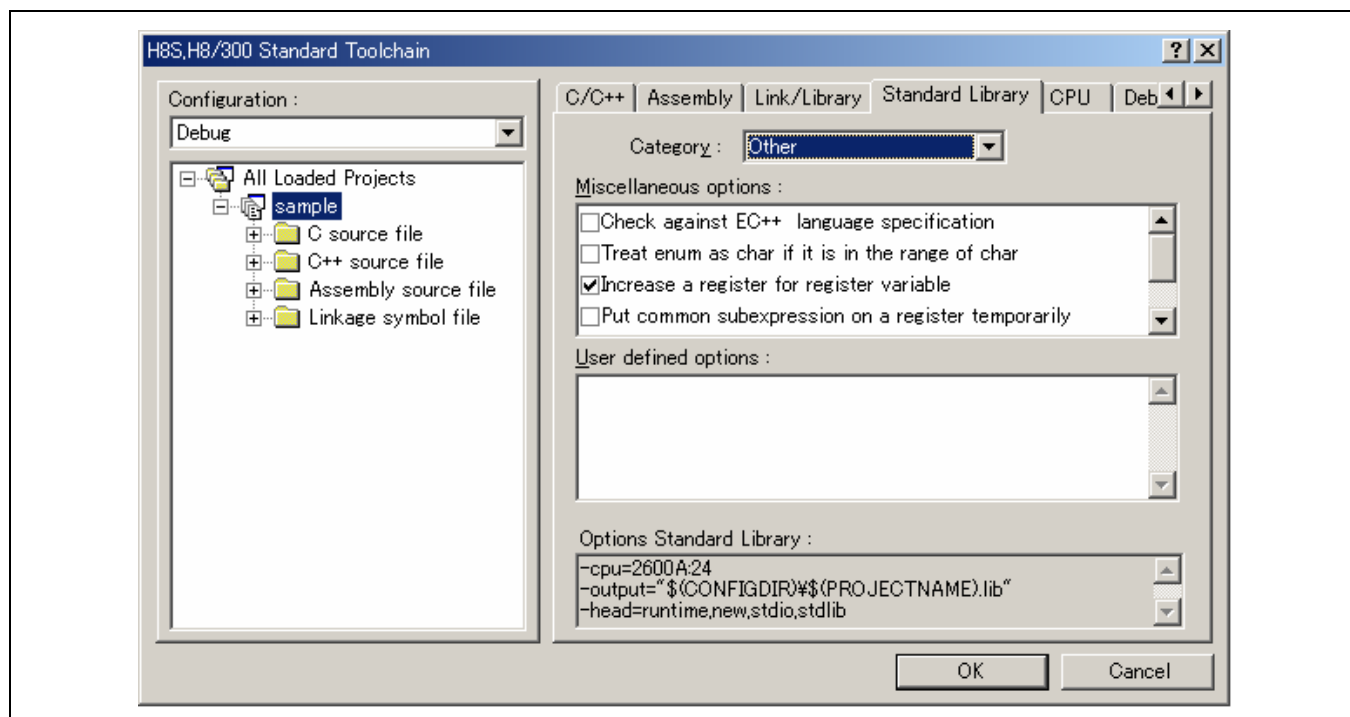 H8S,H8/300 Standard Toolchain
Configuration :
Debug
All Loaded Projects
sample
C source file
C++ source file
Assembly source file
Linkage symbol file
C/C++ Assembly Link/Library Standard Library CPU Deb
Category : Other
Miscellaneous options :
Check against EC++ language specification
Treat enum as char if it is in the range of char
Increase a register for register variable
Put common subexpression on a register temporarily
User defined options :
Options Standard Library :
-cpu=2600A:24
-output="$(CONFIGDIR)¥$(PROJECTNAME).lib"
-head=runtime,new,stdio,stdlib
OK Cancel